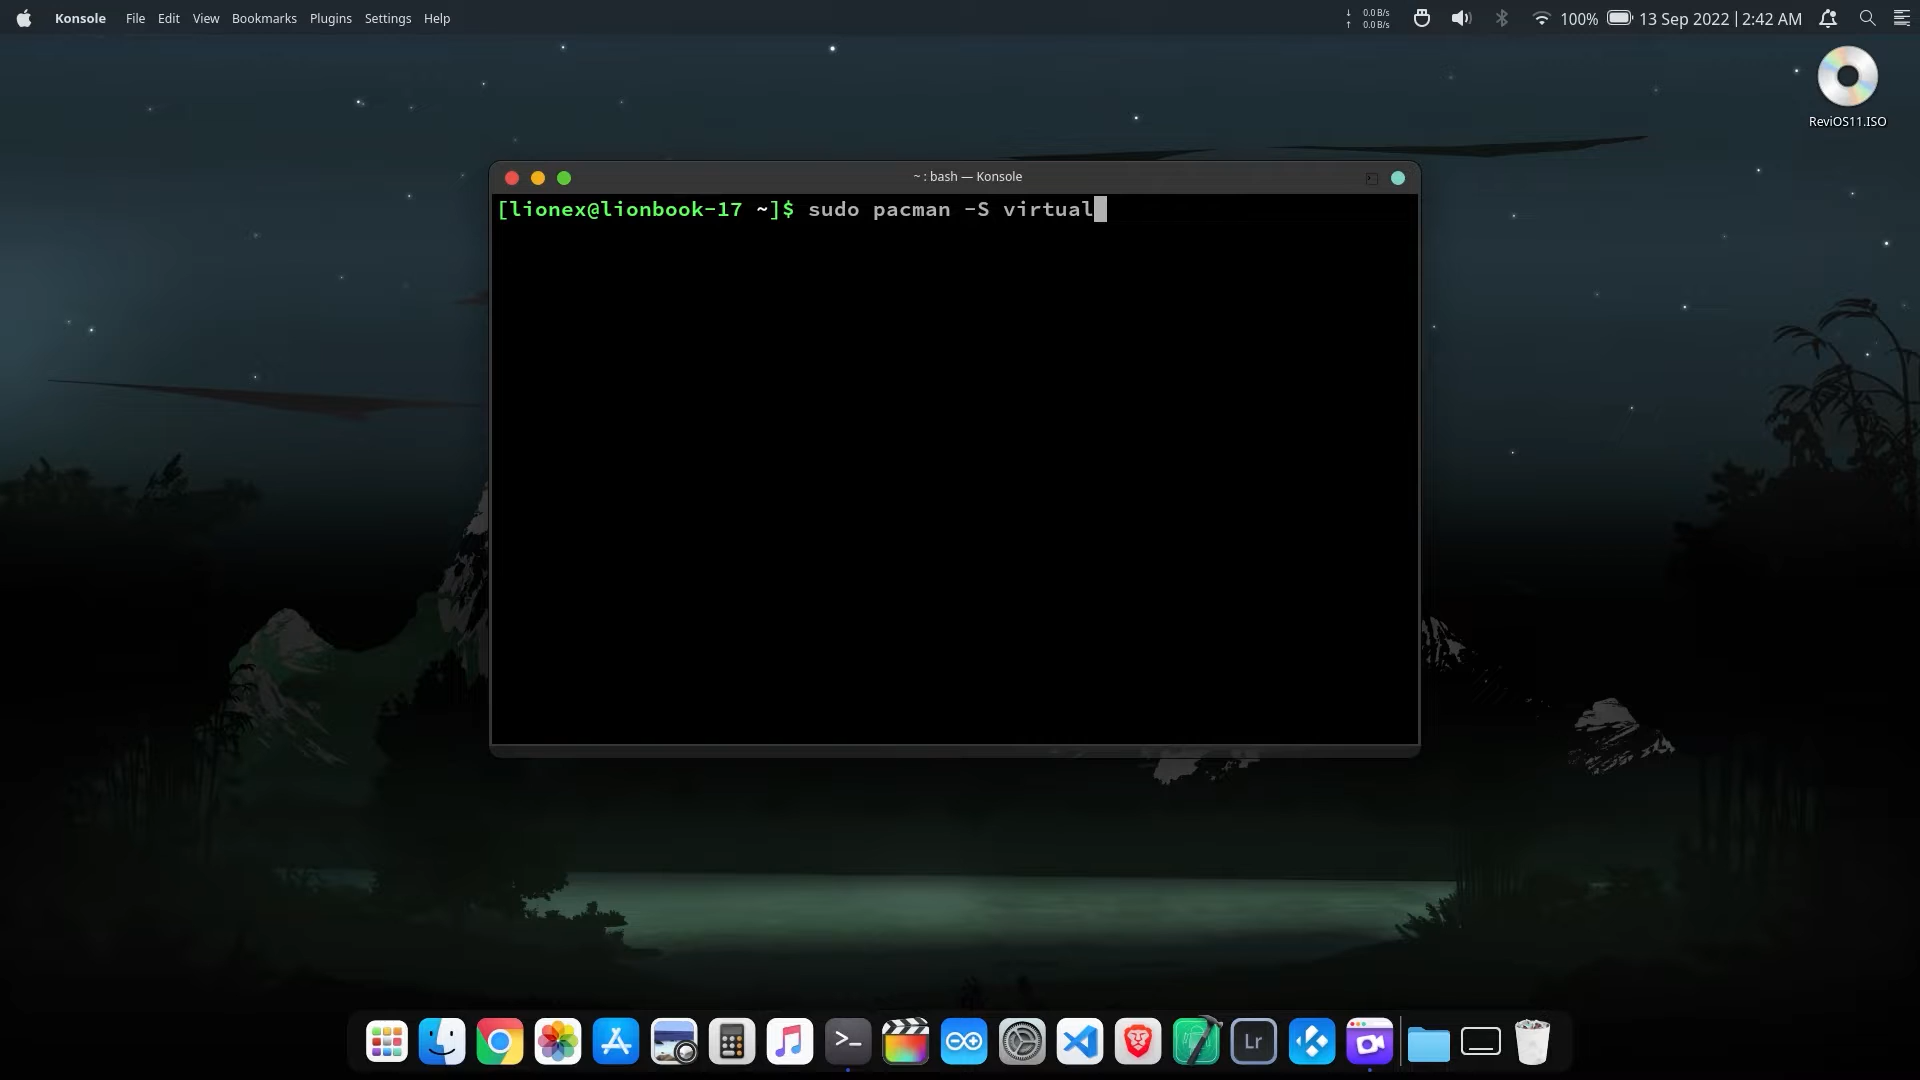 Konsole File Edit View Bookmarks Plugins Settings Help
↓ 0.0 B/s
↑ 0.0 B/s
100% 13 Sep 2022 | 2:42 AM
ReviOS11.ISO
~ : bash — Konsole
[lionex@lionbook-17 ~]$ sudo pacman -S virtual
>_
Lr